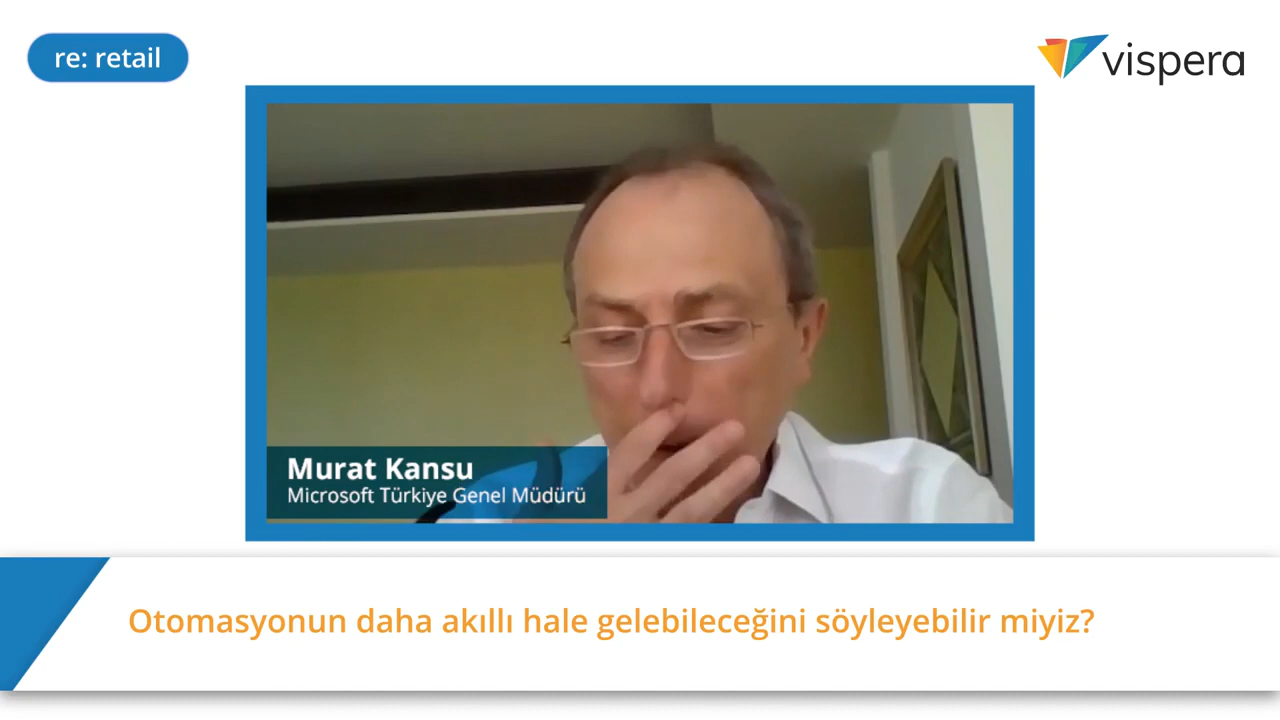 re: retail
vispera
Murat Kansu
Microsoft Türkiye Genel Müdürü
Otomasyonun daha akıllı hale gelebileceğini söyleyebilir miyiz?